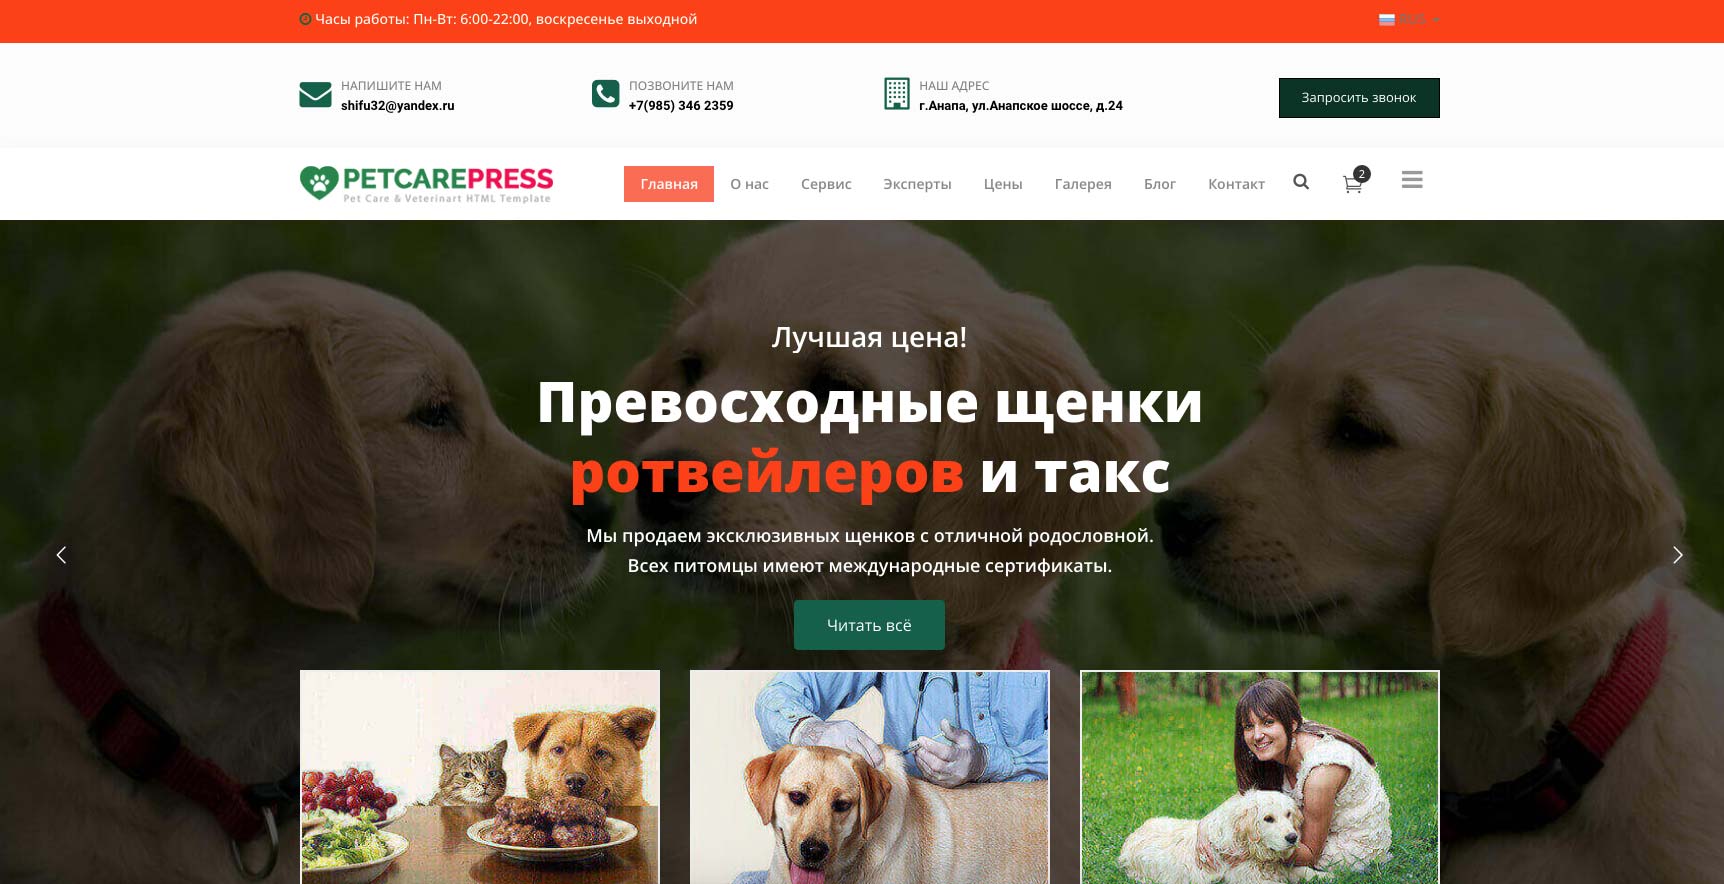 Часы работы: Пн-Вт: 6:00-22:00, воскресенье выходной
RUS
НАПИШИТЕ НАМ
shifu32@yandex.ru
ПОЗВОНИТЕ НАМ
+7(985) 346 2359
НАШ АДРЕС
г.Анапа, ул.Анапское шоссе, д.24
Запросить звонок
PETCAREPRESS
Pet Care & Veterinart HTML Template
Главная О нас Сервис Эксперты Цены Галерея Блог Контакт 2
Лучшая цена!
Превосходные щенки
ротвейлеров и такс
Мы продаем эксклюзивных щенков с отличной родословной.
Всех питомцы имеют международные сертификаты.
Читать всё